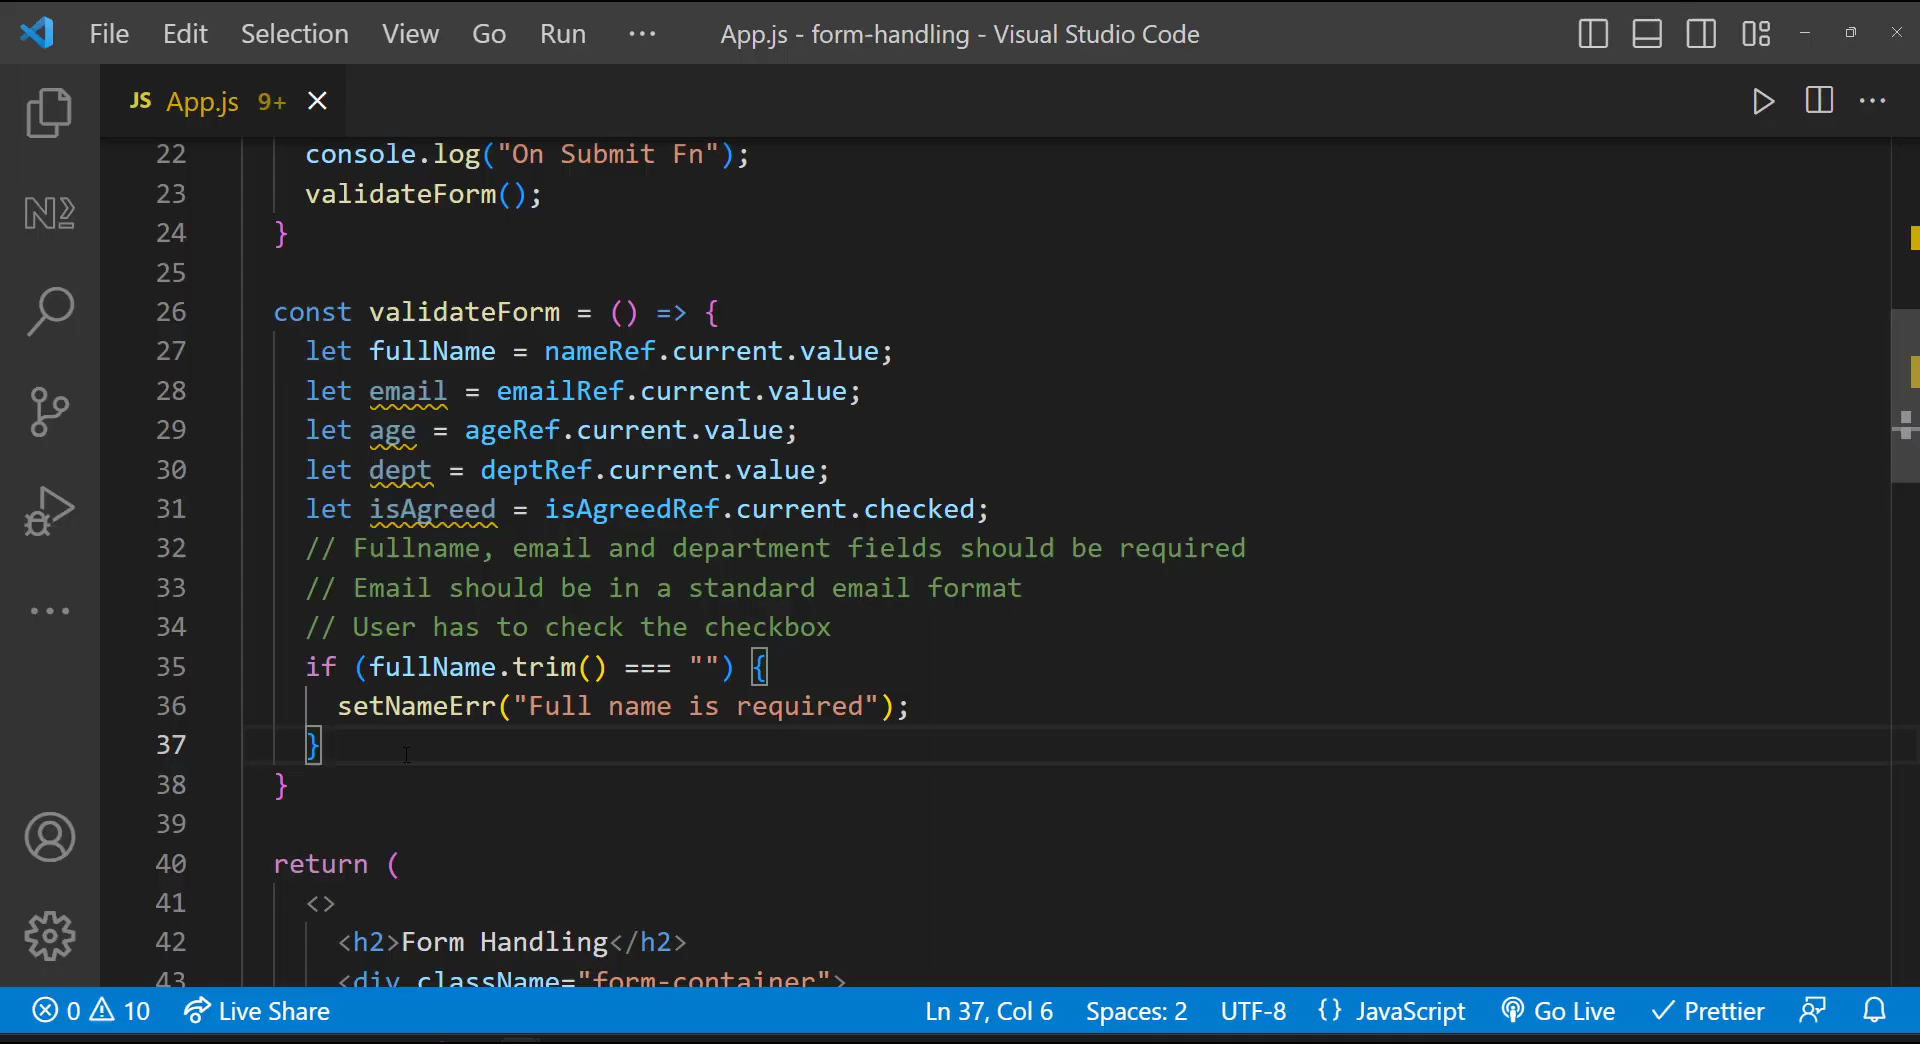 File Edit Selection View Go Run ··· App.js - form-handling - Visual Studio Code
JS App.js 9+
22 console.log("On Submit Fn");
23 validateForm();
24 }
25
26 const validateForm = () => {
27 let fullName = nameRef.current.value;
28 let email = emailRef.current.value;
29 let age = ageRef.current.value;
30 let dept = deptRef.current.value;
31 let isAgreed = isAgreedRef.current.checked;
32 // Fullname, email and department fields should be required
33 // Email should be in a standard email format
34 // User has to check the checkbox
35 if (fullName.trim() === "") {
36 setNameErr("Full name is required");
37 }
38 }
39
40 return (
41 <>
42 <h2>Form Handling</h2>
43 <div className="form-container">
0 10 Live Share Ln 37, Col 6 Spaces: 2 UTF-8 {} JavaScript Go Live Prettier